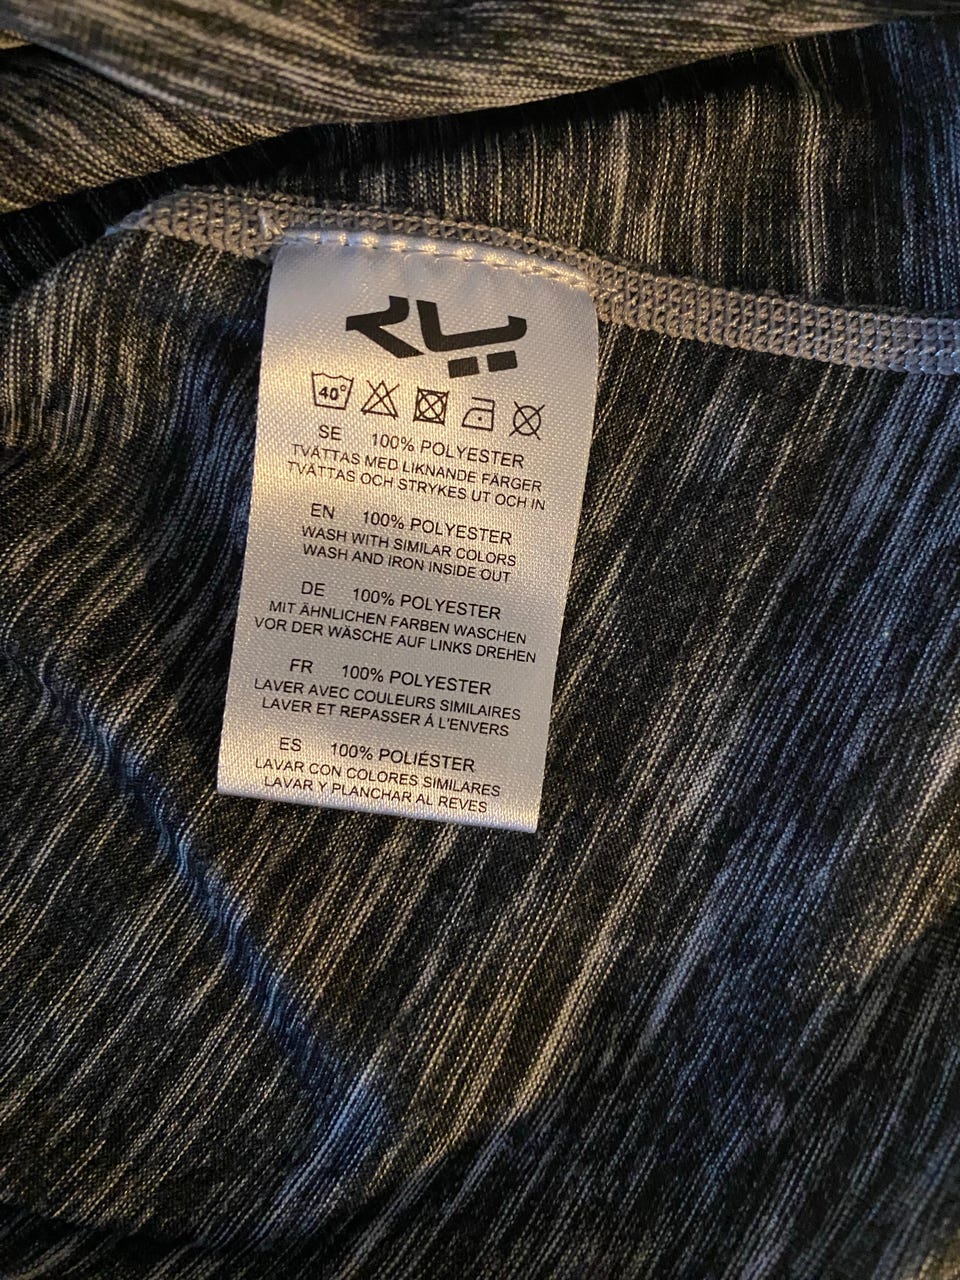 40°
SE 100% POLYESTER
TVÄTTAS MED LIKNANDE FÄRGER
TVÄTTAS OCH STRYKES UT OCH IN
EN 100% POLYESTER
WASH WITH SIMILAR COLORS
WASH AND IRON INSIDE OUT
DE 100% POLYESTER
MIT ÄHNLICHEN FARBEN WASCHEN
VOR DER WÄSCHE AUF LINKS DREHEN
FR 100% POLYESTER
LAVER AVEC COULEURS SIMILAIRES
LAVER ET REPASSER Á L'ENVERS
ES 100% POLIÉSTER
LAVAR CON COLORES SIMILARES
LAVAR Y PLANCHAR AL REVES